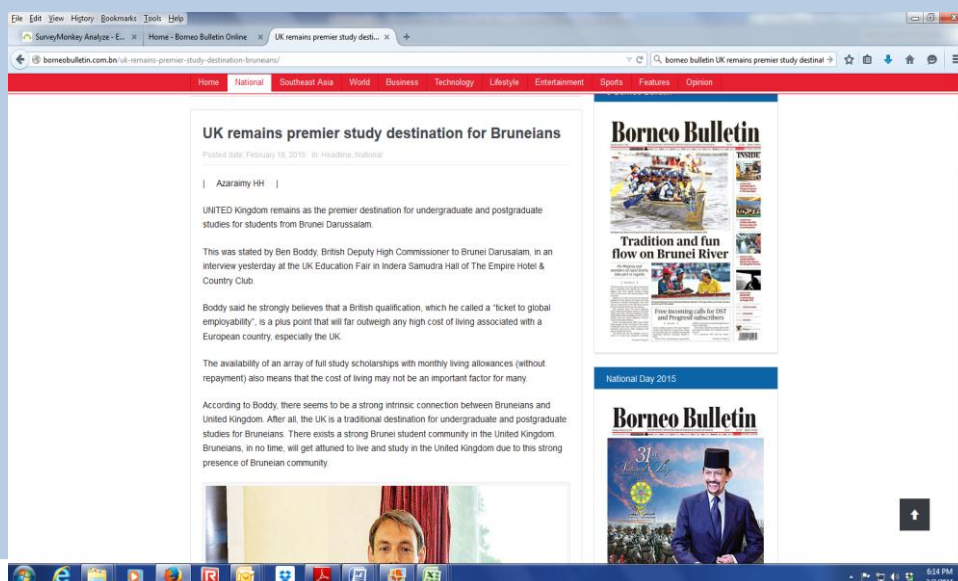 File Edit View History Bookmarks Tools Help
SurveyMonkey Analyze - E... × Home - Borneo Bulletin Online × UK remains premier study desti... × +
borneobulletin.com.bn/uk-remains-premier-study-destination-bruneians/ borneo bulletin UK remains premier study destinat
Home National Southeast Asia World Business Technology Lifestyle Entertainment Sports Features Opinion
UK remains premier study destination for Bruneians
Posted date: February 18, 2015 In: Headline, National
| Azaraimy HH |
UNITED Kingdom remains as the premier destination for undergraduate and postgraduate
studies for students from Brunei Darussalam.
This was stated by Ben Boddy, British Deputy High Commissioner to Brunei Darusalam, in an
interview yesterday at the UK Education Fair in Indera Samudra Hall of The Empire Hotel &
Country Club.
Boddy said he strongly believes that a British qualification, which he called a “ticket to global
employability”, is a plus point that will far outweigh any high cost of living associated with a
European country, especially the UK.
The availability of an array of full study scholarships with monthly living allowances (without
repayment) also means that the cost of living may not be an important factor for many.
According to Boddy, there seems to be a strong intrinsic connection between Bruneians and
United Kingdom. After all, the UK is a traditional destination for undergraduate and postgraduate
studies for Bruneians. There exists a strong Brunei student community in the United Kingdom.
Bruneians, in no time, will get attuned to live and study in the United Kingdom due to this strong
presence of Bruneian community.
Borneo Bulletin
INSIDE
Tradition and fun
flow on Brunei River
Free incoming calls for DST
and Progresif subscribers
National Day 2015
Borneo Bulletin
31st
National Day
6:14 PM